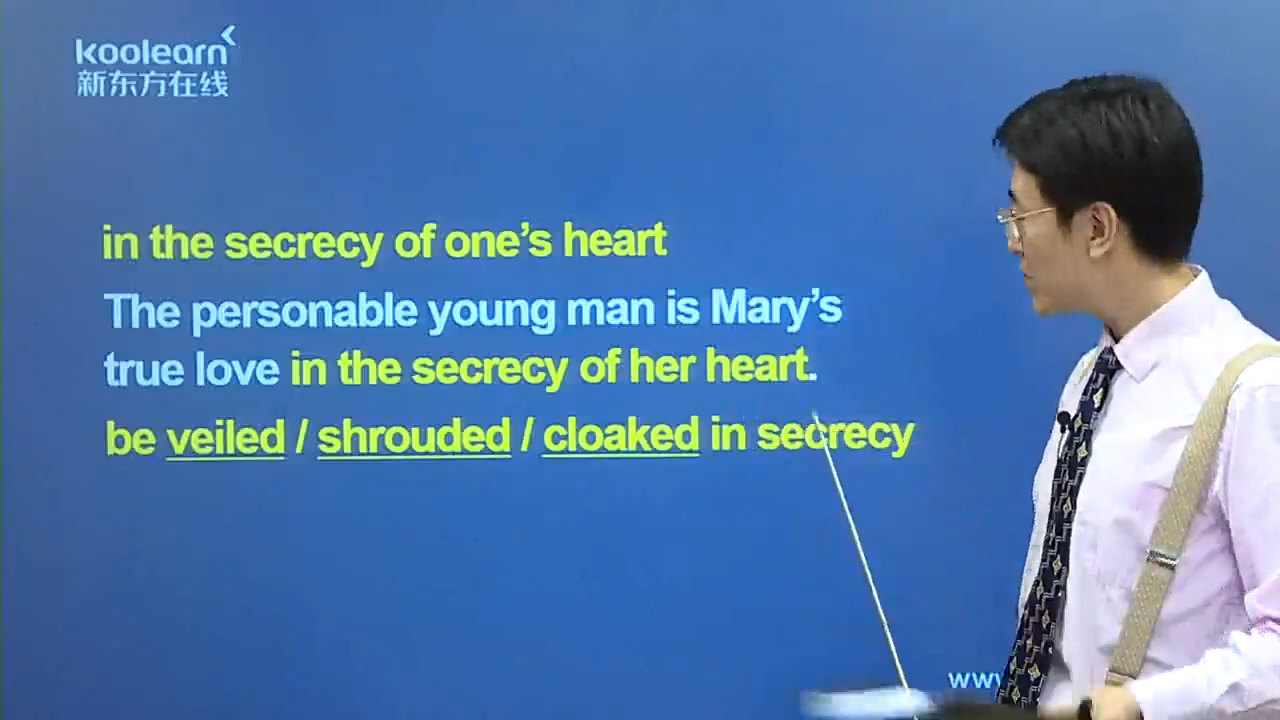 koolearn
新东方在线
in the secrecy of one's heart
The personable young man is Mary's
true love in the secrecy of her heart.
be veiled / shrouded / cloaked in secrecy
www